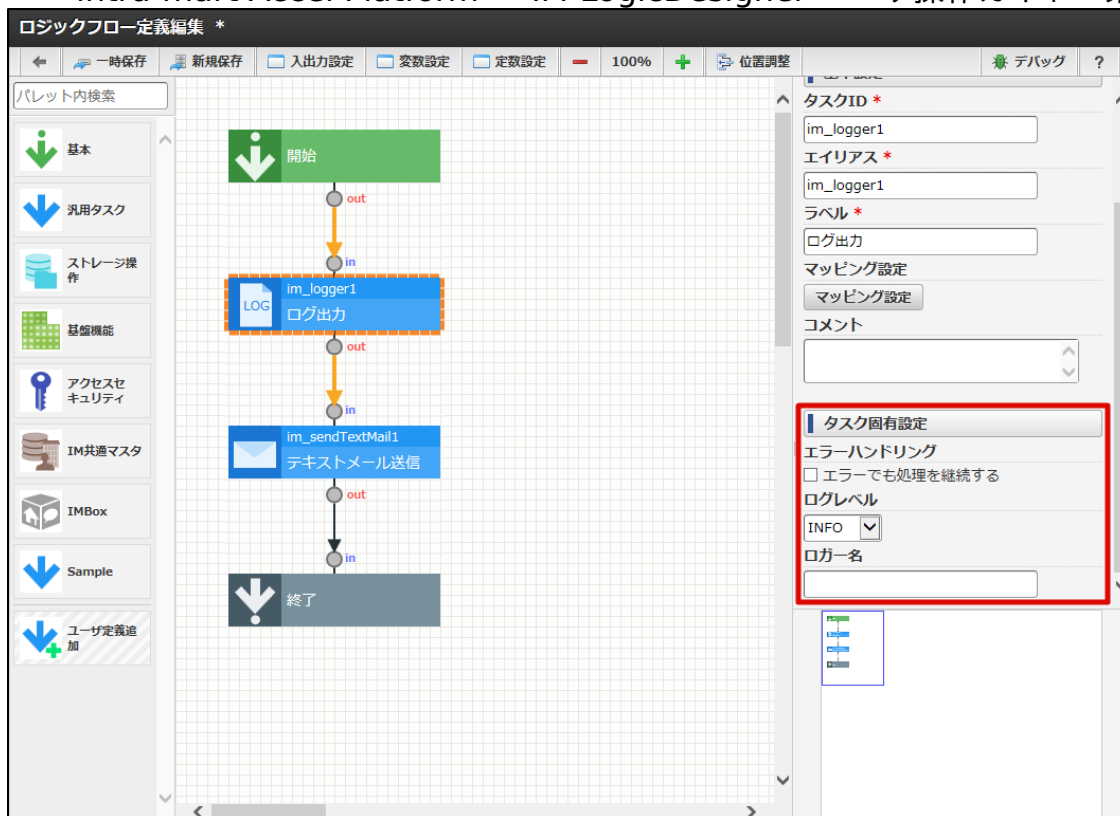 ロジックフロー定義編集 *
一時保存 新規保存 入出力設定 変数設定 定数設定 100% 位置調整 デバッグ ?
パレット内検索
基本
汎用タスク
ストレージ操
作
基盤機能
アクセスセ
キュリティ
IM共通マスタ
IMBox
Sample
ユーザ定義追
加
開始
out
in
LOG
im_logger1
ログ出力
out
in
im_sendTextMail1
テキストメール送信
out
in
終了
タスクID *
im_logger1
エイリアス *
im_logger1
ラベル *
ログ出力
マッピング設定
マッピング設定
コメント
タスク固有設定
エラーハンドリング
エラーでも処理を継続する
ログレベル
INFO
ロガー名